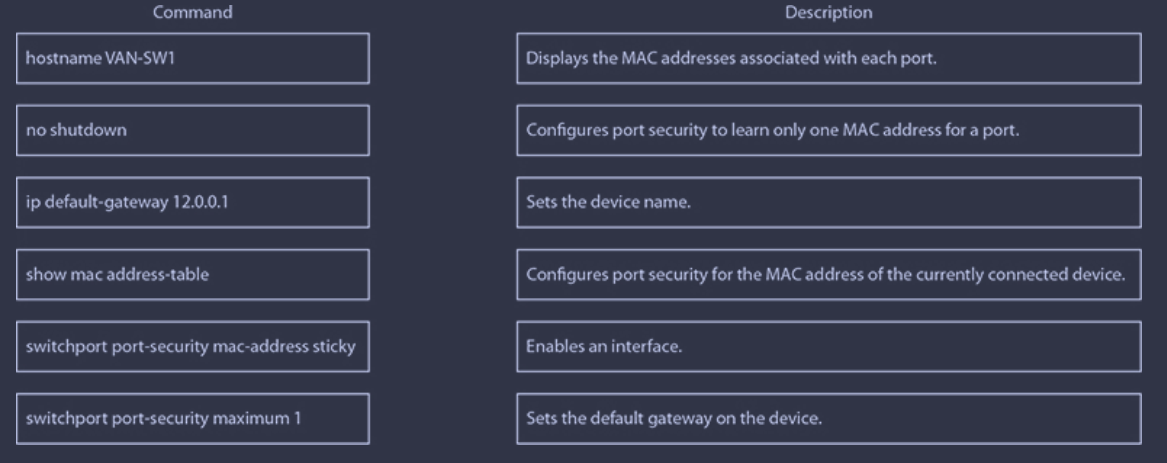 Command
Description
hostname VAN-SW1
Displays the MAC addresses associated with each port.
no shutdown
Configures port security to learn only one MAC address for a port.
ip default-gateway 12.0.0.1
Sets the device name.
show mac address-table
Configures port security for the MAC address of the currently connected device.
switchport port-security mac-address sticky
Enables an interface.
switchport port-security maximum 1
Sets the default gateway on the device.